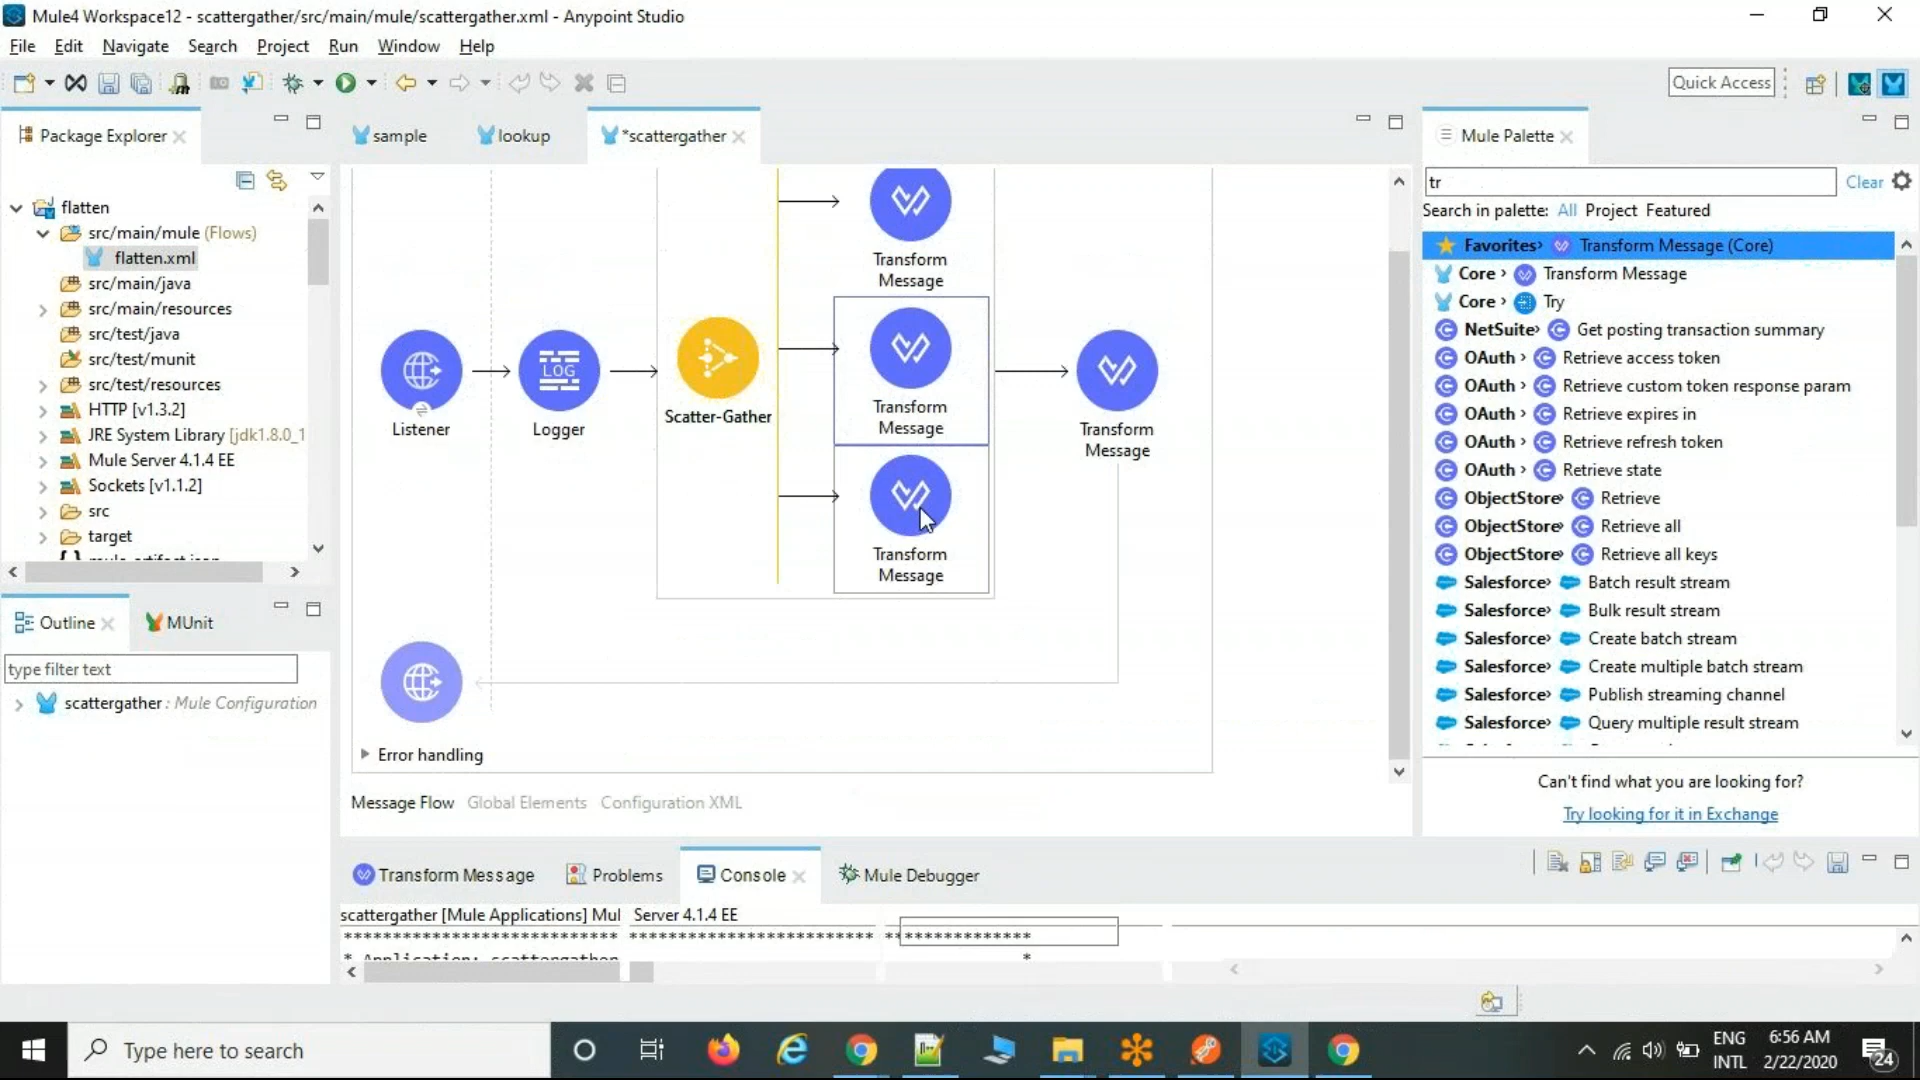 Mule4 Workspace12 - scattergather/src/main/mule/scattergather.xml - Anypoint Studio
File Edit Navigate Search Project Run Window Help
Quick Access
Package Explorer
sample
lookup
*scattergather
Mule Palette
flatten
src/main/mule (Flows)
flatten.xml
src/main/java
src/main/resources
src/test/java
src/test/munit
src/test/resources
HTTP [v1.3.2]
JRE System Library [jdk1.8.0_1
Mule Server 4.1.4 EE
Sockets [v1.1.2]
src
target
Outline
MUnit
type filter text
scattergather : Mule Configuration
Listener
LOG
Logger
Scatter-Gather
Transform
Message
Transform
Message
Transform
Message
Transform
Message
Error handling
Message Flow Global Elements Configuration XML
tr
Clear
Search in palette: All Project Featured
Favorites> Transform Message (Core)
Core > Transform Message
Core > Try
NetSuite> Get posting transaction summary
OAuth > Retrieve access token
OAuth > Retrieve custom token response param
OAuth > Retrieve expires in
OAuth > Retrieve refresh token
OAuth > Retrieve state
ObjectStore> Retrieve
ObjectStore> Retrieve all
ObjectStore> Retrieve all keys
Salesforce> Batch result stream
Salesforce> Bulk result stream
Salesforce> Create batch stream
Salesforce> Create multiple batch stream
Salesforce> Publish streaming channel
Salesforce> Query multiple result stream
Can't find what you are looking for?
Try looking for it in Exchange
Transform Message
Problems
Console
Mule Debugger
scattergather [Mule Applications] Mul Server 4.1.4 EE
Type here to search
ENG
INTL
6:56 AM
2/22/2020
24